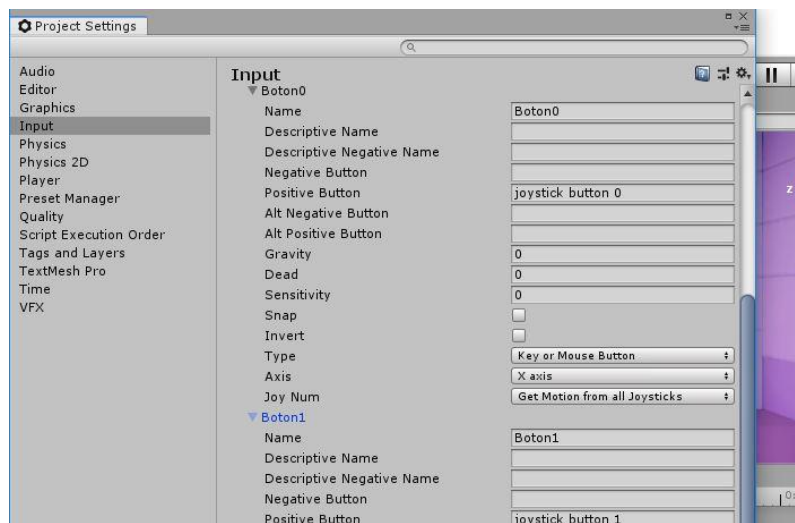 Project Settings
Audio
Editor
Graphics
Input
Physics
Physics 2D
Player
Preset Manager
Quality
Script Execution Order
Tags and Layers
TextMesh Pro
Time
VFX
Input
Boton0
Name Boton0
Descriptive Name
Descriptive Negative Name
Negative Button
Positive Button joystick button 0
Alt Negative Button
Alt Positive Button
Gravity 0
Dead 0
Sensitivity 0
Snap
Invert
Type Key or Mouse Button
Axis X axis
Joy Num Get Motion from all Joysticks
Boton1
Name Boton1
Descriptive Name
Descriptive Negative Name
Negative Button
Positive Button joystick button 1
z